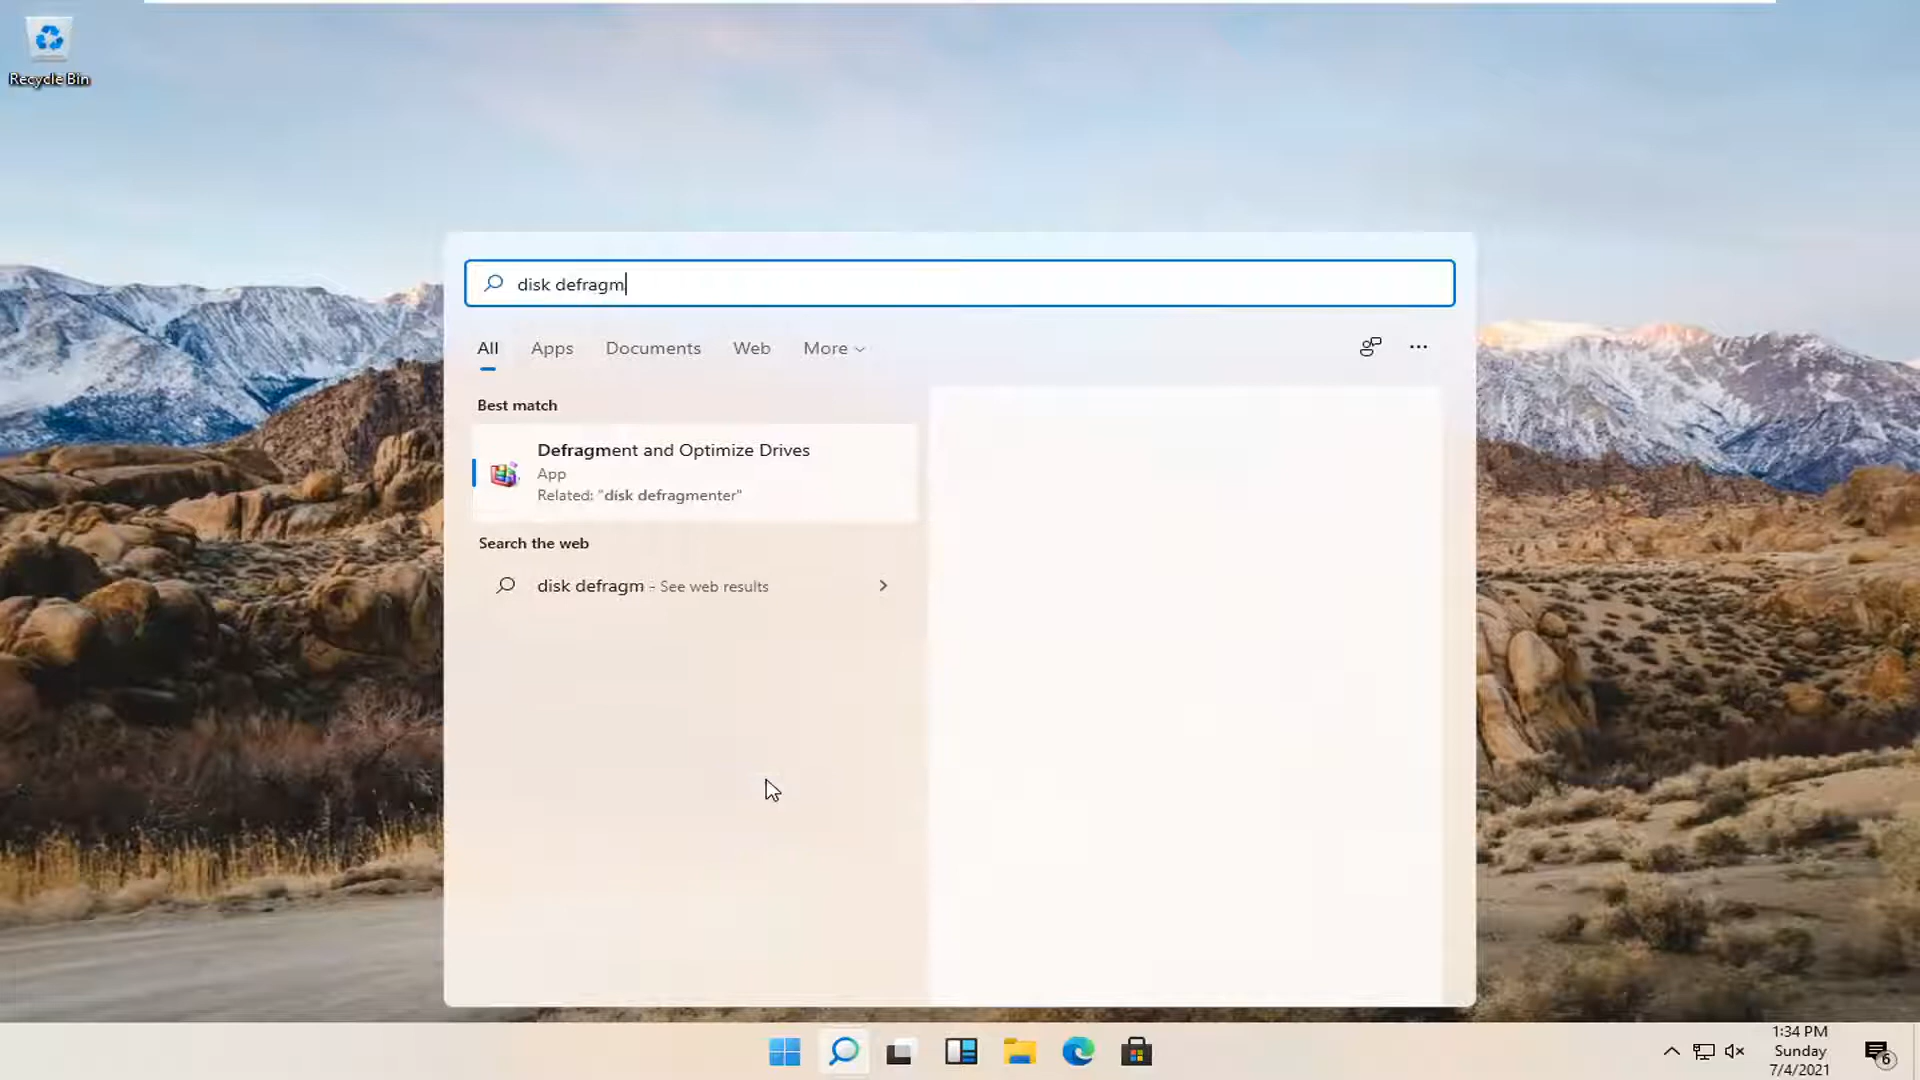 Recycle Bin
disk defragm
All Apps Documents Web More
Best match
Defragment and Optimize Drives
App
Related: "disk defragmenter"
Search the web
disk defragm - See web results
1:34 PM
Sunday
7/4/2021
6